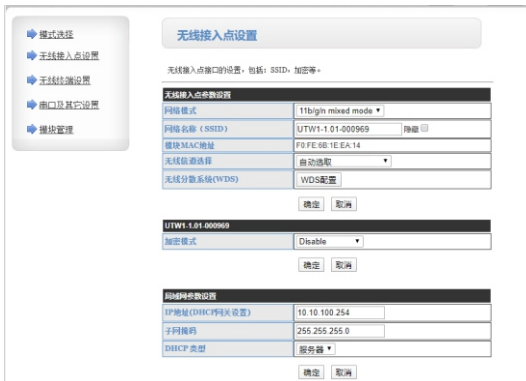 模式选择
无线接入点设置
无线终端设置
串口及其它设置
模块管理
无线接入点设置
无线接入点接口的设置，包括：SSID，加密等。
无线接入点参数设置
网络模式 11b/g/n mixed mode
网络名称（SSID） UTW1-1.01-000969 隐藏
模块MAC地址 F0:FE:6B:1E:EA:14
无线信道选择 自动选取
无线分散系统(WDS) WDS配置
确定 取消
UTW1-1.01-000969
加密模式 Disable
确定 取消
局域网参数设置
IP地址(DHCP网关设置) 10.10.100.254
子网掩码 255.255.255.0
DHCP 类型 服务器
确定 取消